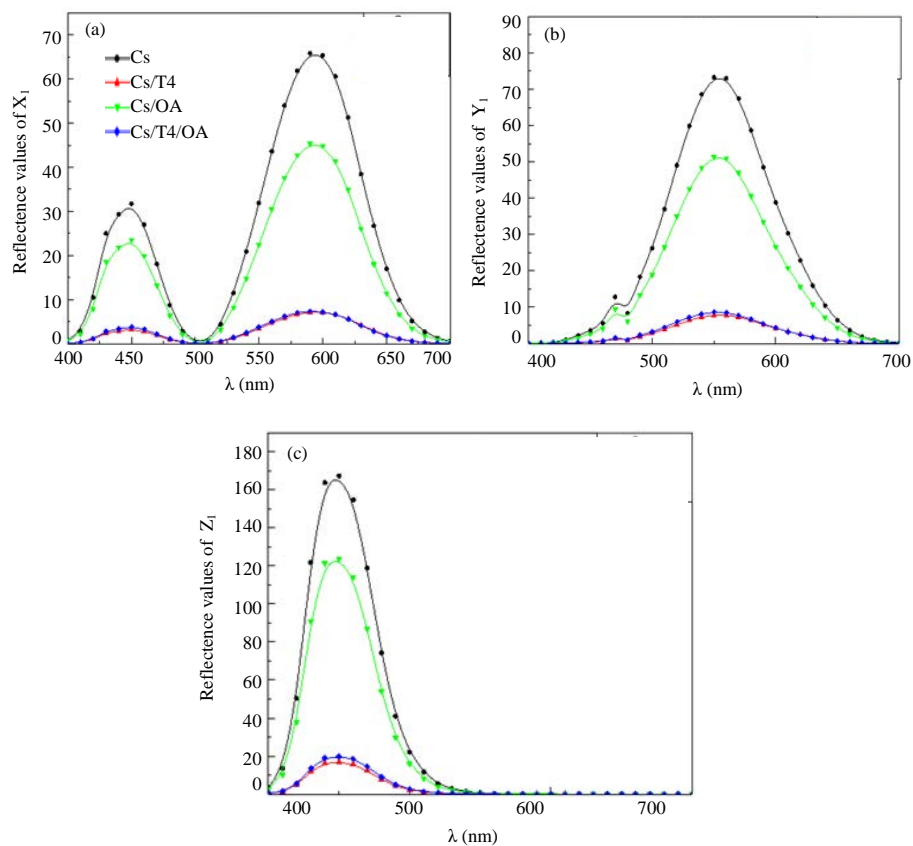 (a)
Cs
Cs/T4
Cs/OA
Cs/T4/OA
Reflectence values of X1
70
60
50
40
30
20
10
0
400 450 500 550 600 700
λ (nm)
(b)
Reflectence values of Y1
90
80
70
60
50
40
30
20
10
0
400 500 600 700
λ (nm)
(c)
Reflectence values of Z1
180
160
140
120
100
80
60
40
20
0
400 500 600 700
λ (nm)